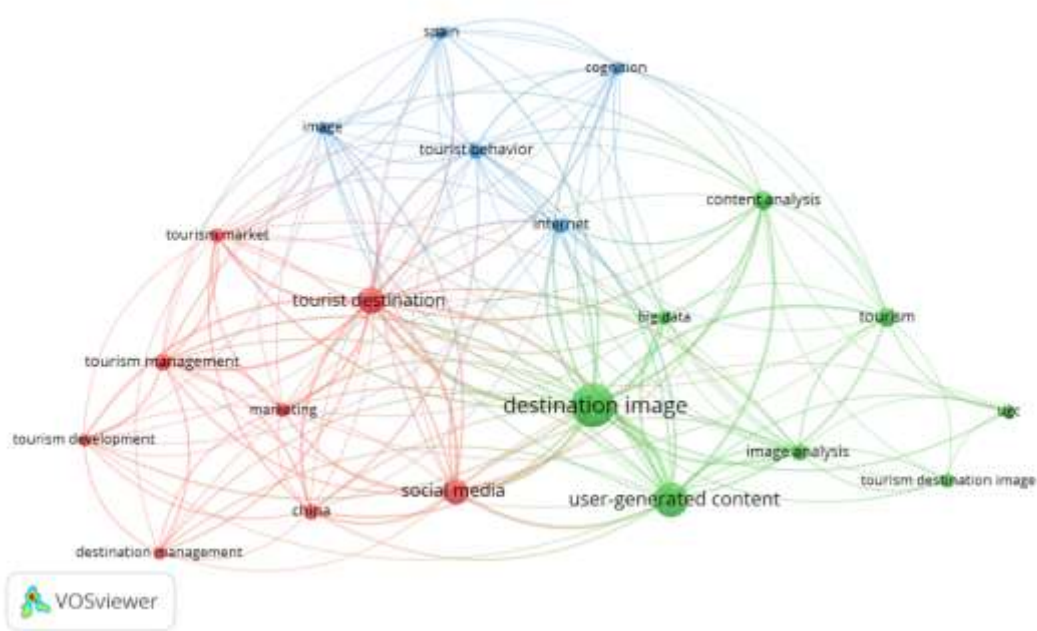 spain
cognition
image
tourist behavior
content analysis
internet
tourism market
tourist destination
big data
tourism
tourism management
destination image
marketing
ugc
tourism development
image analysis
tourism destination image
social media
user-generated content
china
destination management
VOSviewer